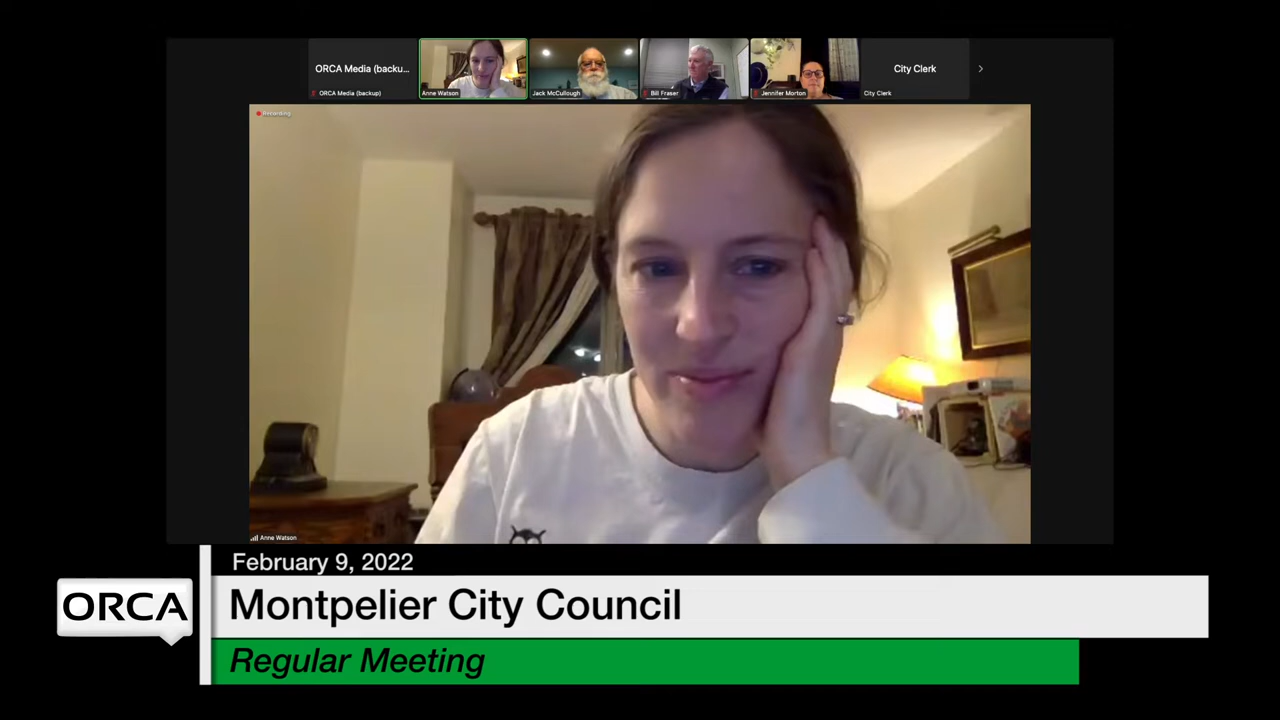 ORCA Media (backu...
City Clerk
ORCA Media (backup)
Anne Watson
Jack McCullough
Bill Fraser
Jennifer Morton
City Clerk
Recording
Anne Watson
February 9, 2022
ORCA
Montpelier City Council
Regular Meeting